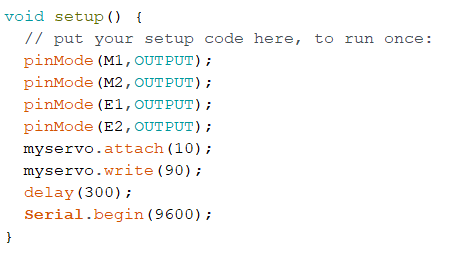 void setup() {
  // put your setup code here, to run once:
  pinMode(M1,OUTPUT);
  pinMode(M2,OUTPUT);
  pinMode(E1,OUTPUT);
  pinMode(E2,OUTPUT);
  myservo.attach(10);
  myservo.write(90);
  delay(300);
  Serial.begin(9600);
}